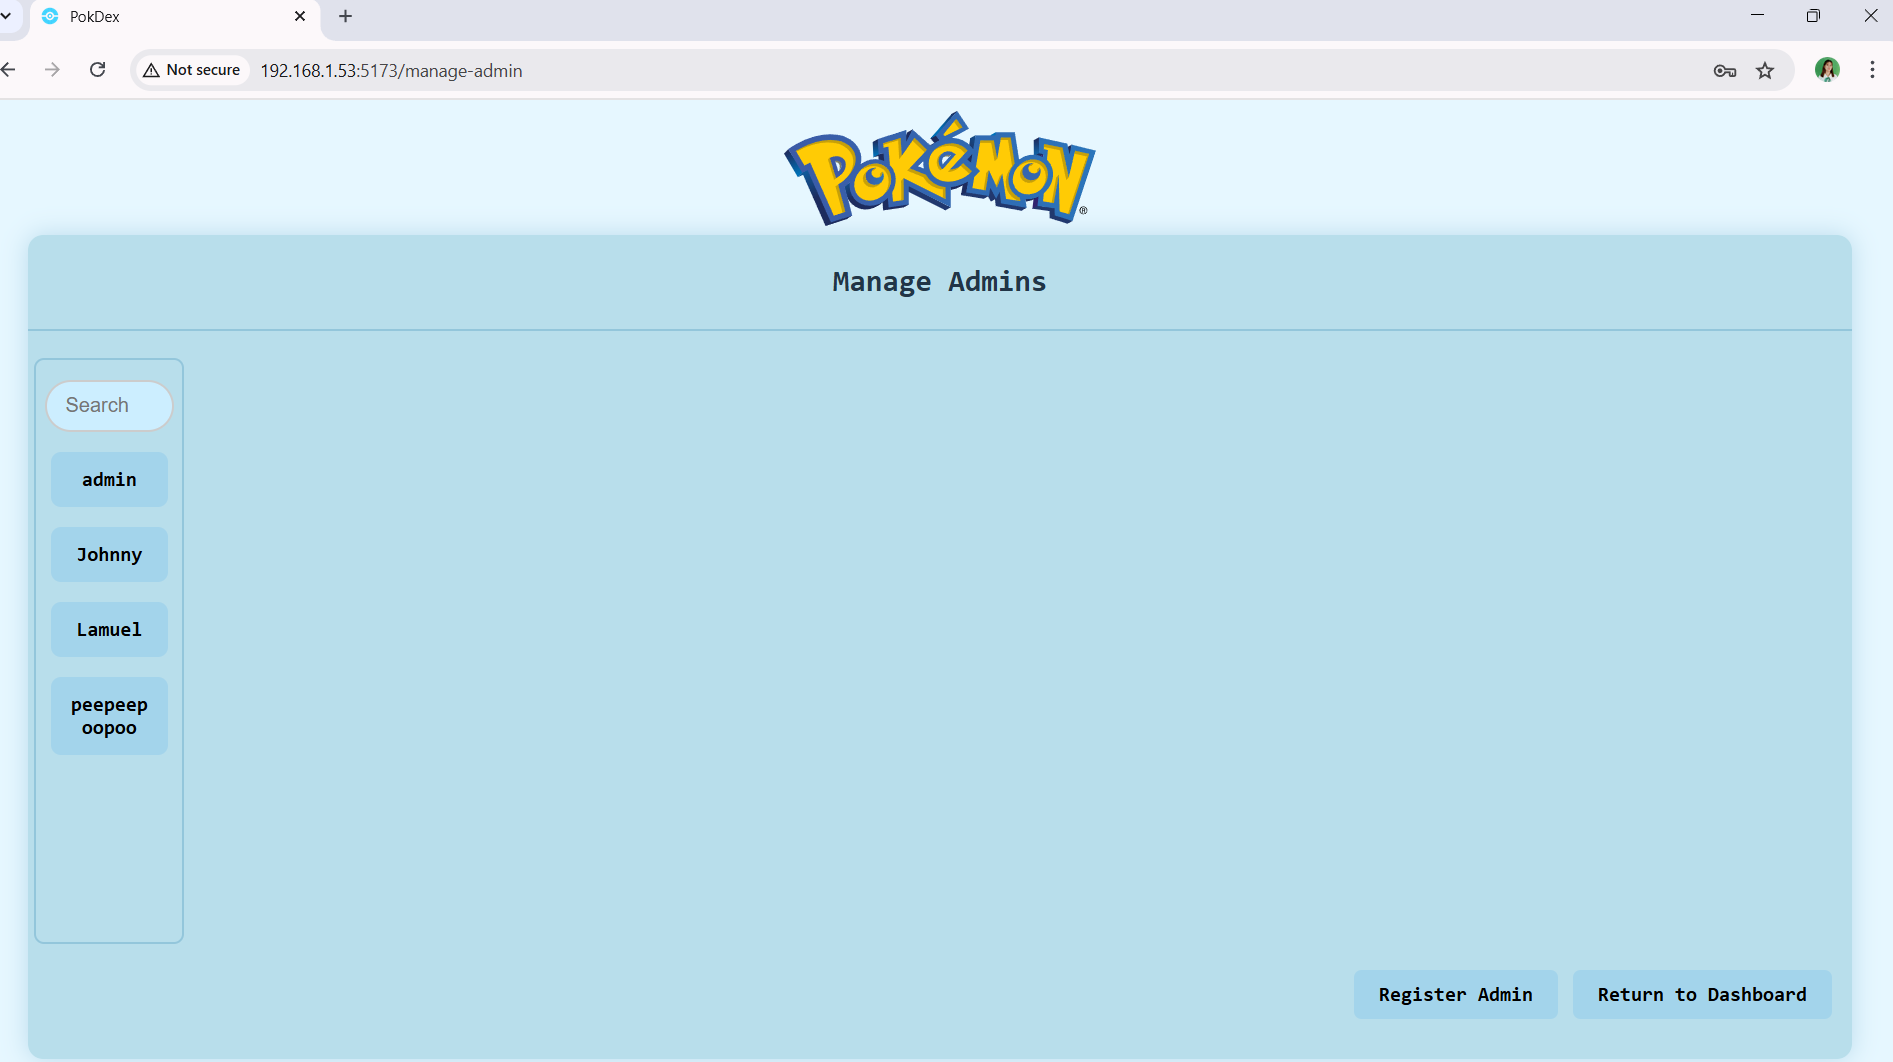 PokDex
Not secure
192.168.1.53:5173/manage-admin
POKéMON
®
Manage Admins
Search
admin
Johnny
Lamuel
peepeep
oopoo
Register Admin
Return to Dashboard